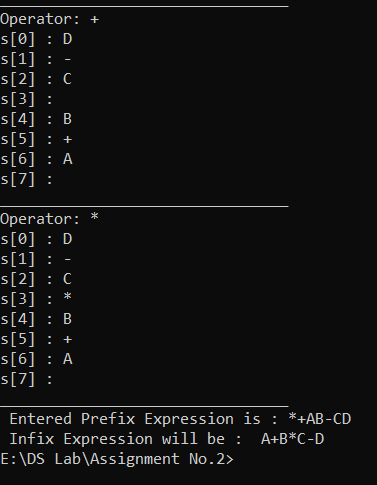 Operator: +
s[0] : D
s[1] : -
s[2] : C
s[3] :
s[4] : B
s[5] : +
s[6] : A
s[7] :
Operator: *
s[0] : D
s[1] : -
s[2] : C
s[3] : *
s[4] : B
s[5] : +
s[6] : A
s[7] :
Entered Prefix Expression is : *+AB-CD
Infix Expression will be :  A+B*C-D
E:\DS Lab\Assignment No.2>